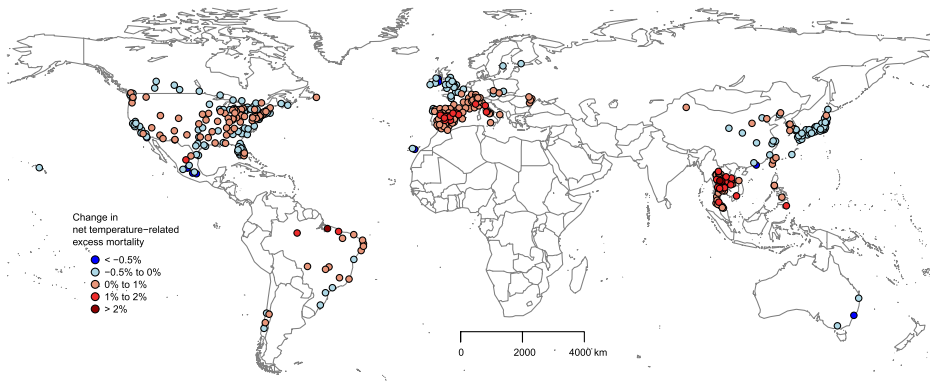 Change in
net temperature−related
excess mortality
< −0.5%
−0.5% to 0%
0% to 1%
1% to 2%
> 2%
0 2000 4000 km